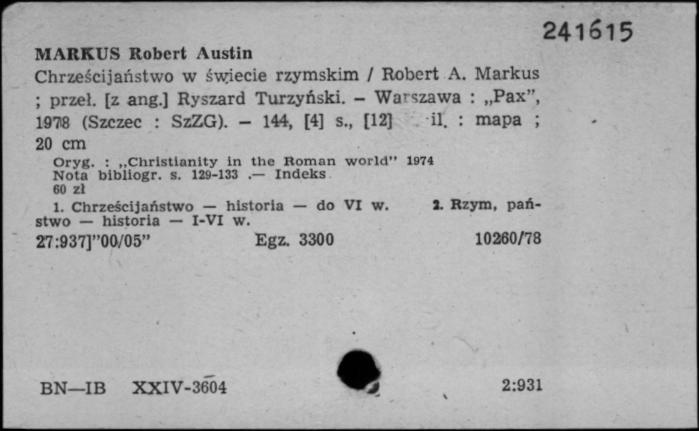 241615
MARKUS Robert Austin
Chrześcijaństwo w świecie rzymskim / Robert A. Markus
; przeł. [z ang.] Ryszard Turzyński. — Warszawa : „Pax”,
1978 (Szczec : SzZG). — 144, [4] s., [12] il. : mapa ;
20 cm
Oryg. : „Christianity in the Roman world” 1974
Nota bibliogr. s. 129-133 .— Indeks
60 zł
1. Chrześcijaństwo — historia — do VI w. 2. Rzym, pań-
stwo — historia — I-VI w.
27:937]”00/05” Egz. 3300 10260/78
BN—IB XXIV-3604 2:931